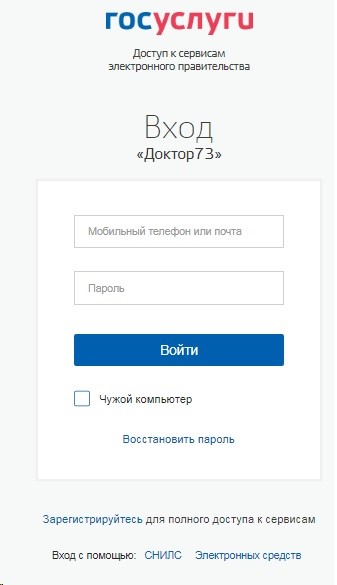 госуслуги
Доступ к сервисам
электронного правительства
Вход
«Доктор73»
Мобильный телефон или почта
Пароль
Войти
Чужой компьютер
Восстановить пароль
Зарегистрируйтесь для полного доступа к сервисам
Вход с помощью: СНИЛС Электронных средств